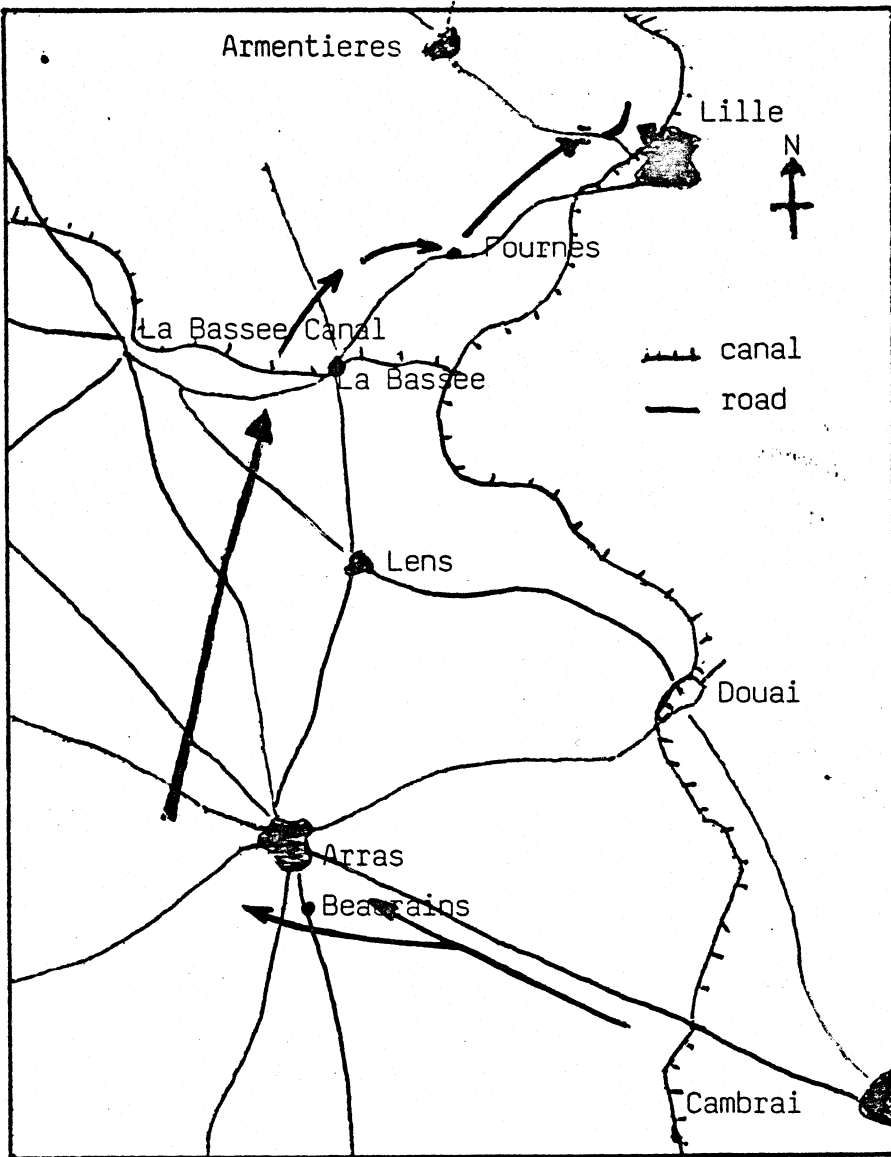 Armentieres
Lille
N
Fournes
La Bassee Canal
canal
La Bassee
road
Lens
Douai
Arras
Beaurains
Cambrai